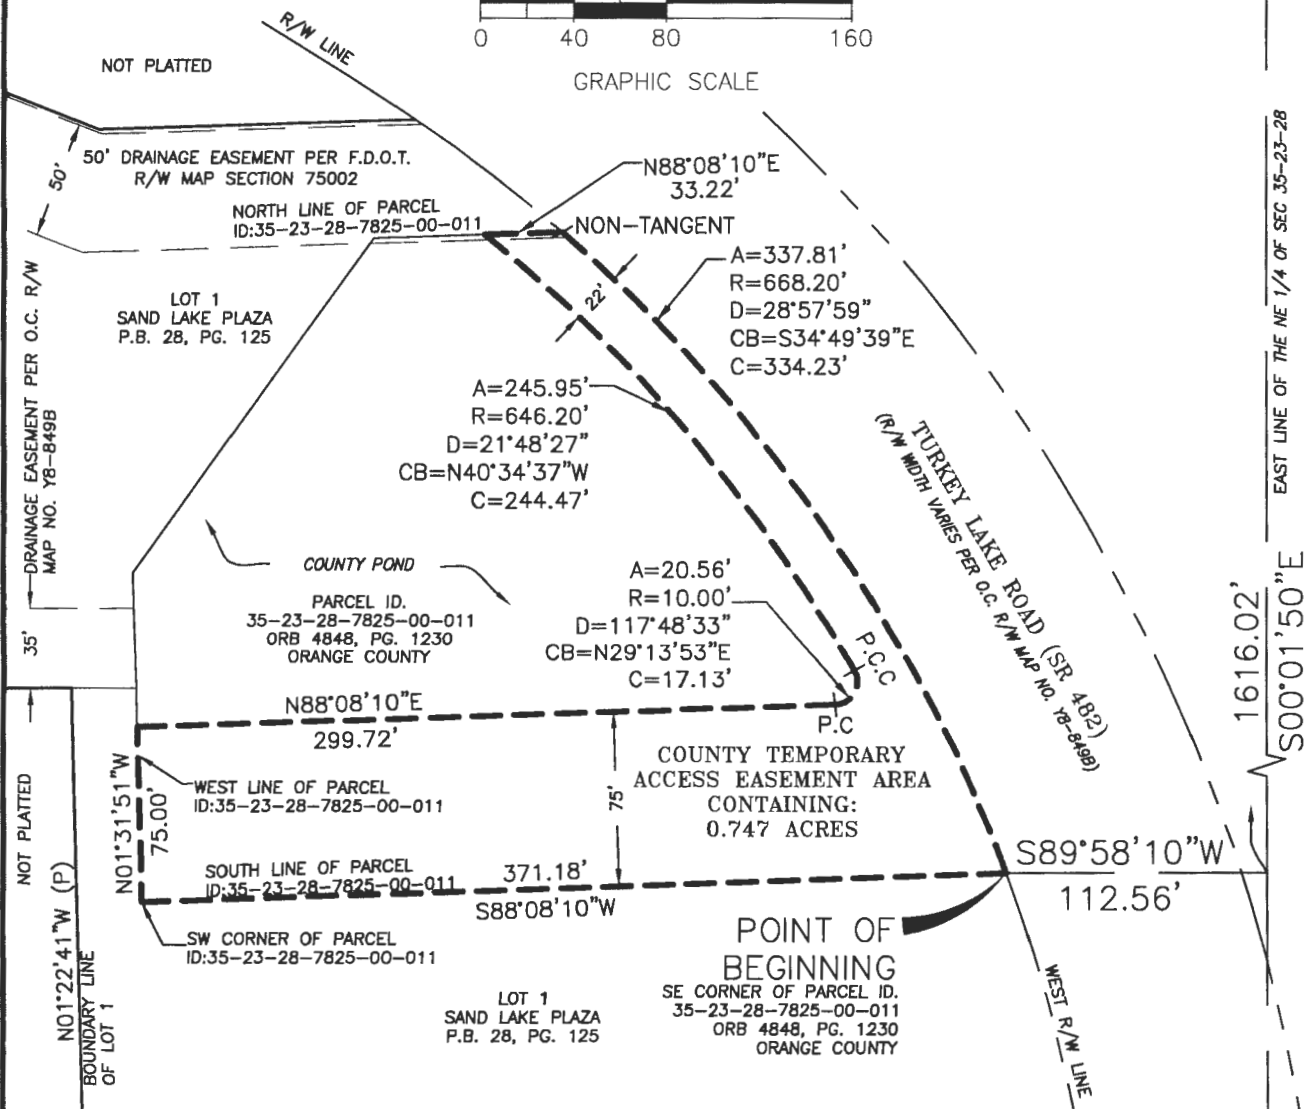 0 40 80 160
GRAPHIC SCALE
R/W LINE
NOT PLATTED
50'
50' DRAINAGE EASEMENT PER F.D.O.T.
R/W MAP SECTION 75002
NORTH LINE OF PARCEL
ID:35-23-28-7825-00-011
N88°08'10"E
33.22'
NON-TANGENT
A=337.81'
R=668.20'
D=28°57'59"
CB=S34°49'39"E
C=334.23'
22'
LOT 1
SAND LAKE PLAZA
P.B. 28, PG. 125
DRAINAGE EASEMENT PER O.C. R/W
MAP NO. Y8-849B
A=245.95'
R=646.20'
D=21°48'27"
CB=N40°34'37"W
C=244.47'
EAST LINE OF THE NE 1/4 OF SEC 35-23-28
TURKEY LAKE ROAD (SR 482)
(R/W WIDTH VARIES PER O.C. R/W MAP NO. Y8-849B)
COUNTY POND
PARCEL ID.
35-23-28-7825-00-011
ORB 4848, PG. 1230
ORANGE COUNTY
A=20.56'
R=10.00'
D=117°48'33"
CB=N29°13'53"E
C=17.13'
P.C.C
P.C
35'
1616.02'
S00°01'50"E
N88°08'10"E
299.72'
COUNTY TEMPORARY
ACCESS EASEMENT AREA
CONTAINING:
0.747 ACRES
75'
N01°31'51"W
75.00'
WEST LINE OF PARCEL
ID:35-23-28-7825-00-011
NOT PLATTED
SOUTH LINE OF PARCEL
ID:35-23-28-7825-00-011
371.18'
S88°08'10"W
S89°58'10"W
112.56'
SW CORNER OF PARCEL
ID:35-23-28-7825-00-011
POINT OF
BEGINNING
SE CORNER OF PARCEL ID.
35-23-28-7825-00-011
ORB 4848, PG. 1230
ORANGE COUNTY
N01°22'41"W (P)
BOUNDARY LINE
OF LOT 1
LOT 1
SAND LAKE PLAZA
P.B. 28, PG. 125
WEST R/W LINE